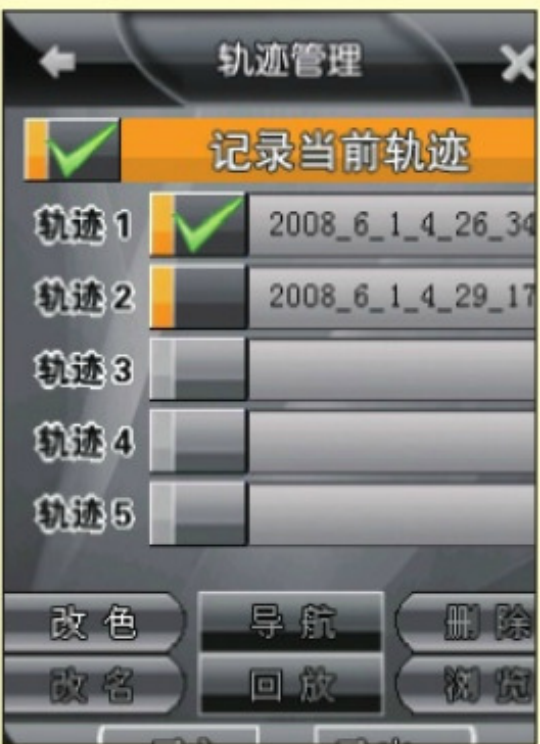 轨迹管理
记录当前轨迹
轨迹 1 2008_6_1_4_26_34
轨迹 2 2008_6_1_4_29_17
轨迹 3
轨迹 4
轨迹 5
改色 导航 删除
改名 回放 浏览